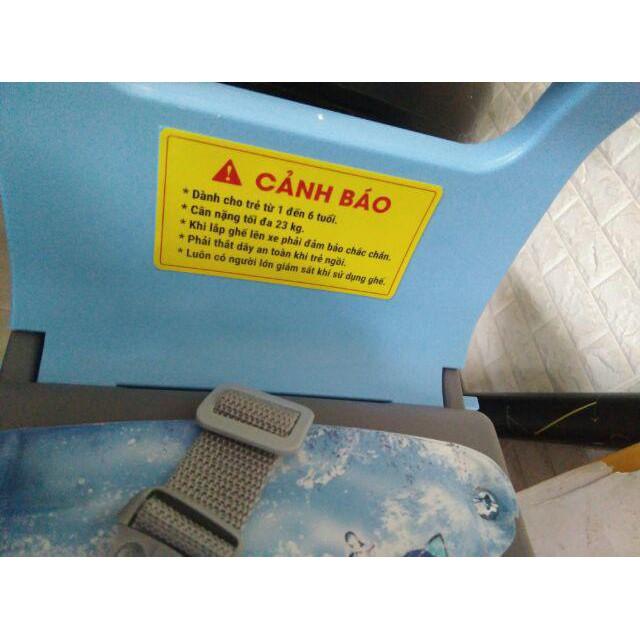 CẢNH BÁO
* Dành cho trẻ từ 1 đến 6 tuổi.
* Cân nặng tối đa 23 kg.
* Khi lắp ghế lên xe phải đảm bảo chắc chắn.
* Phải thắt dây an toàn khi trẻ ngồi.
* Luôn có người lớn giám sát khi sử dụng ghế.